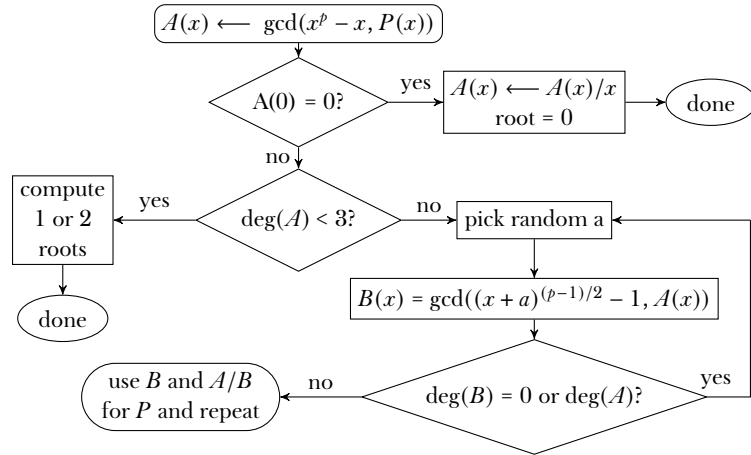 A(x) ⟵ gcd(x^p − x, P(x))
A(0) = 0?
yes
A(x) ⟵ A(x)/x
root = 0
done
no
compute
1 or 2
roots
yes
deg(A) < 3?
no
pick random a
done
B(x) = gcd((x + a)^(p−1)/2 − 1, A(x))
use B and A/B
for P and repeat
no
deg(B) = 0 or deg(A)?
yes